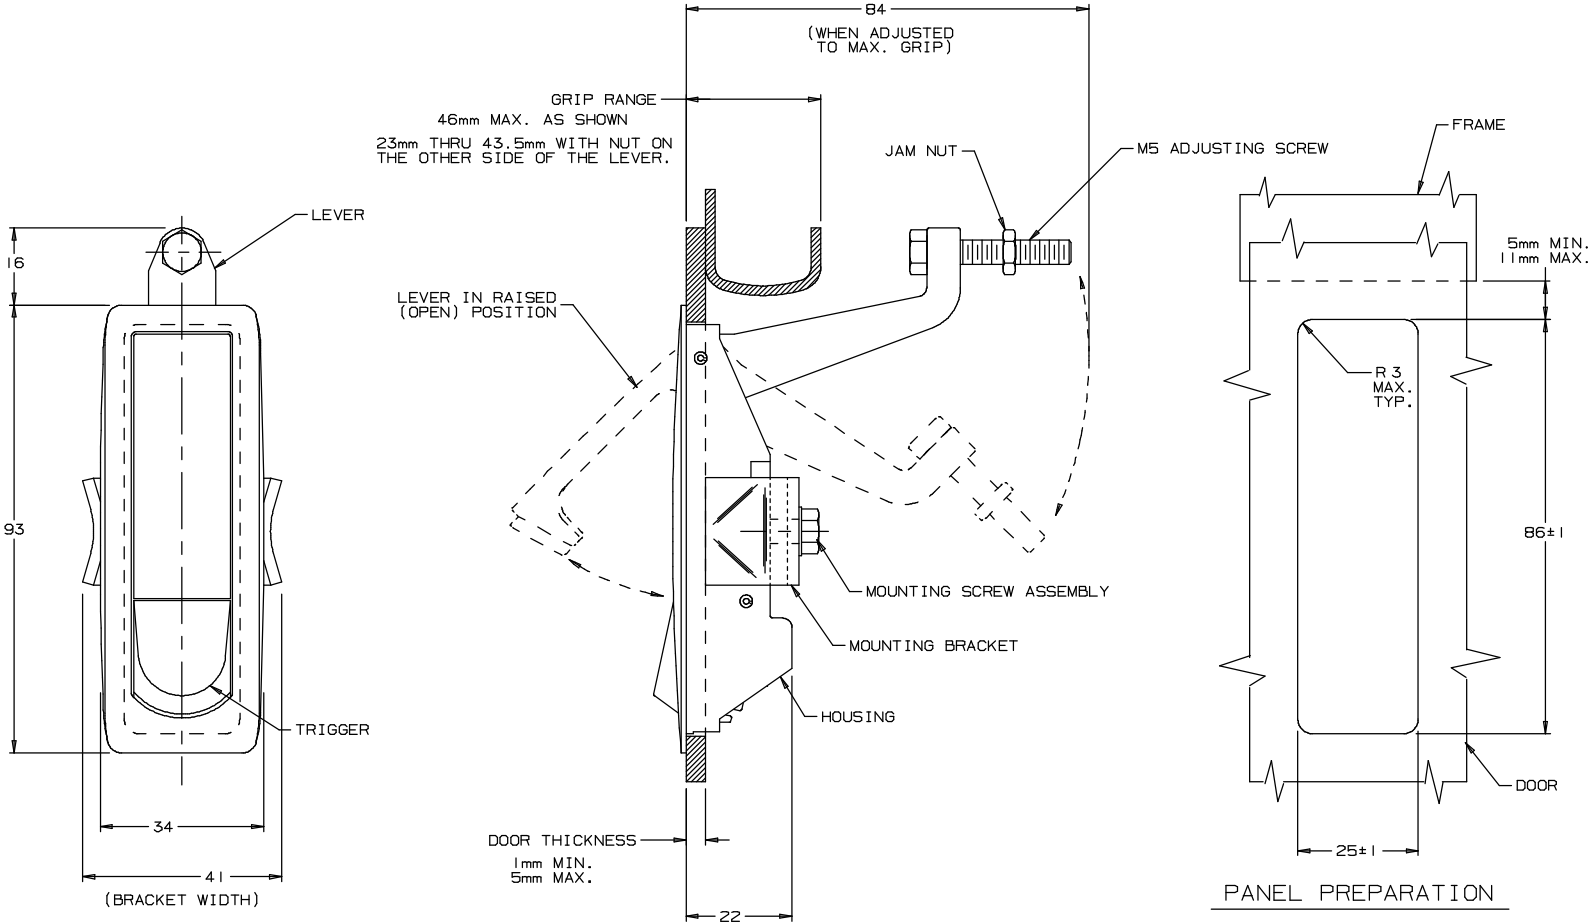 84
(WHEN ADJUSTED
TO MAX. GRIP)
GRIP RANGE
46mm MAX. AS SHOWN
23mm THRU 43.5mm WITH NUT ON
THE OTHER SIDE OF THE LEVER.
JAM NUT
M5 ADJUSTING SCREW
FRAME
LEVER
16
5mm MIN.
11mm MAX.
LEVER IN RAISED
(OPEN) POSITION
R 3
MAX.
TYP.
93
86±1
MOUNTING SCREW ASSEMBLY
MOUNTING BRACKET
HOUSING
TRIGGER
DOOR
34
DOOR THICKNESS
1mm MIN.
5mm MAX.
25±1
41
(BRACKET WIDTH)
PANEL PREPARATION
22